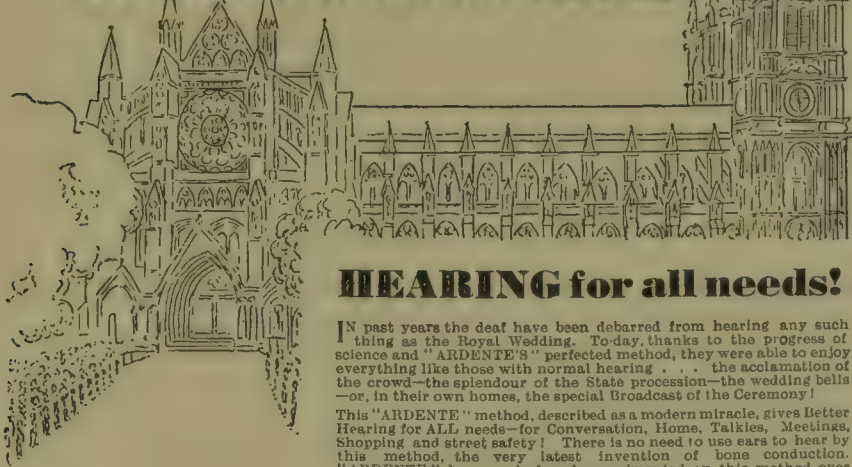 HEARING for all needs!
IN past years the deaf have been debarred from hearing any such
thing as the Royal Wedding. To-day, thanks to the progress of
science and "ARDENTE'S" perfected method, they were able to enjoy
everything like those with normal hearing . . . the acclamation of
the crowd—the splendour of the State procession—the wedding bells
—or, in their own homes, the special Broadcast of the Ceremony!
This "ARDENTE" method, described as a modern miracle, gives Better
Hearing for ALL needs—for Conversation, Home, Talkies, Meetings,
Shopping and street safety! There is no need to use ears to hear by
this method, the very latest invention of bone conduction.